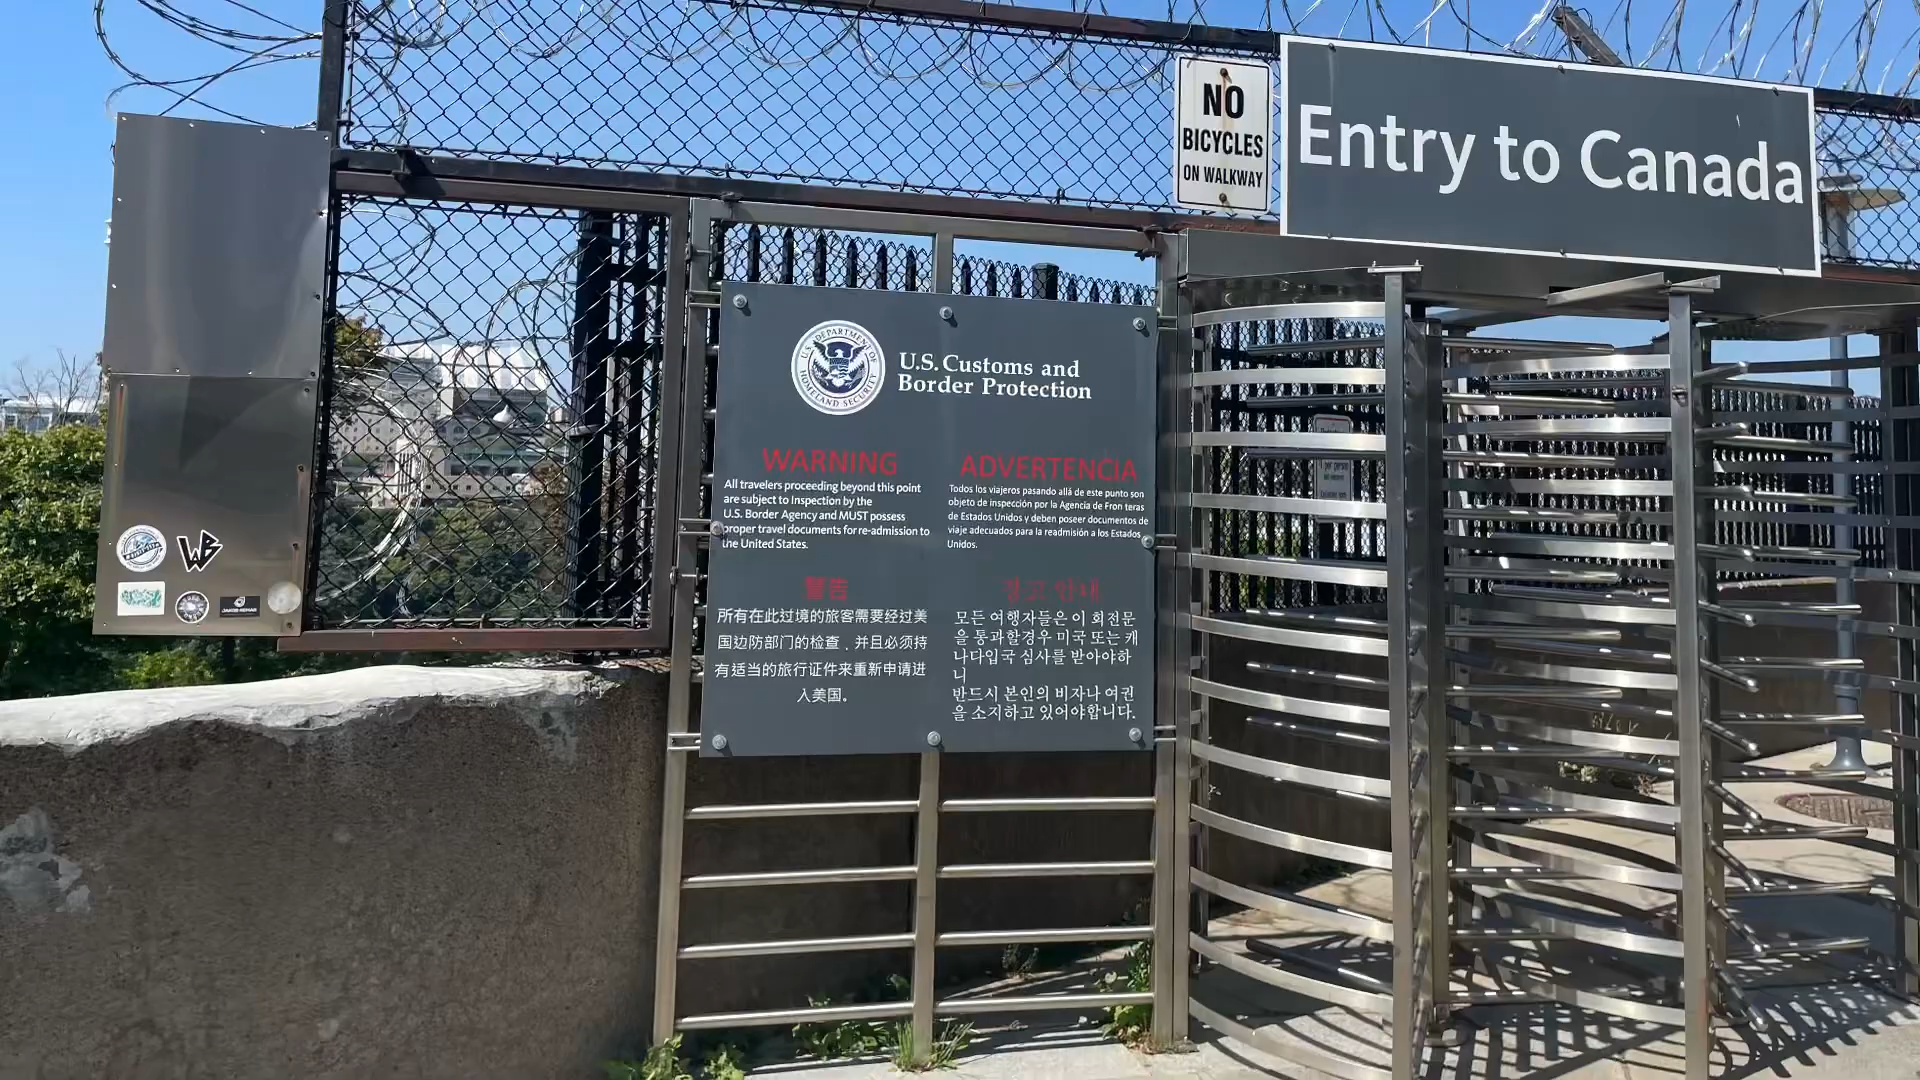 NO
BICYCLES
ON WALKWAY
Entry to Canada
U.S. DEPARTMENT OF
HOMELAND SECURITY
U.S. Customs and
Border Protection
WARNING
All travelers proceeding beyond this point
are subject to Inspection by the
U.S. Border Agency and MUST possess
proper travel documents for re-admission to
the United States.
ADVERTENCIA
Todos los viajeros pasando allá de este punto son
objeto de inspección por la Agencia de Fron teras
de Estados Unidos y deben poseer documentos de
viaje adecuados para la readmisión a los Estados
Unidos.
警告
所有在此过境的旅客需要经过美
国边防部门的检查﹐并且必须持
有适当的旅行证件来重新申请进
入美国。
경고 안내
모든 여행자들은 이 회전문
을 통과할경우 미국 또는 캐
나다입국 심사를 받아야하
니
반드시 본인의 비자나 여권
을 소지하고 있어야합니다.
WB